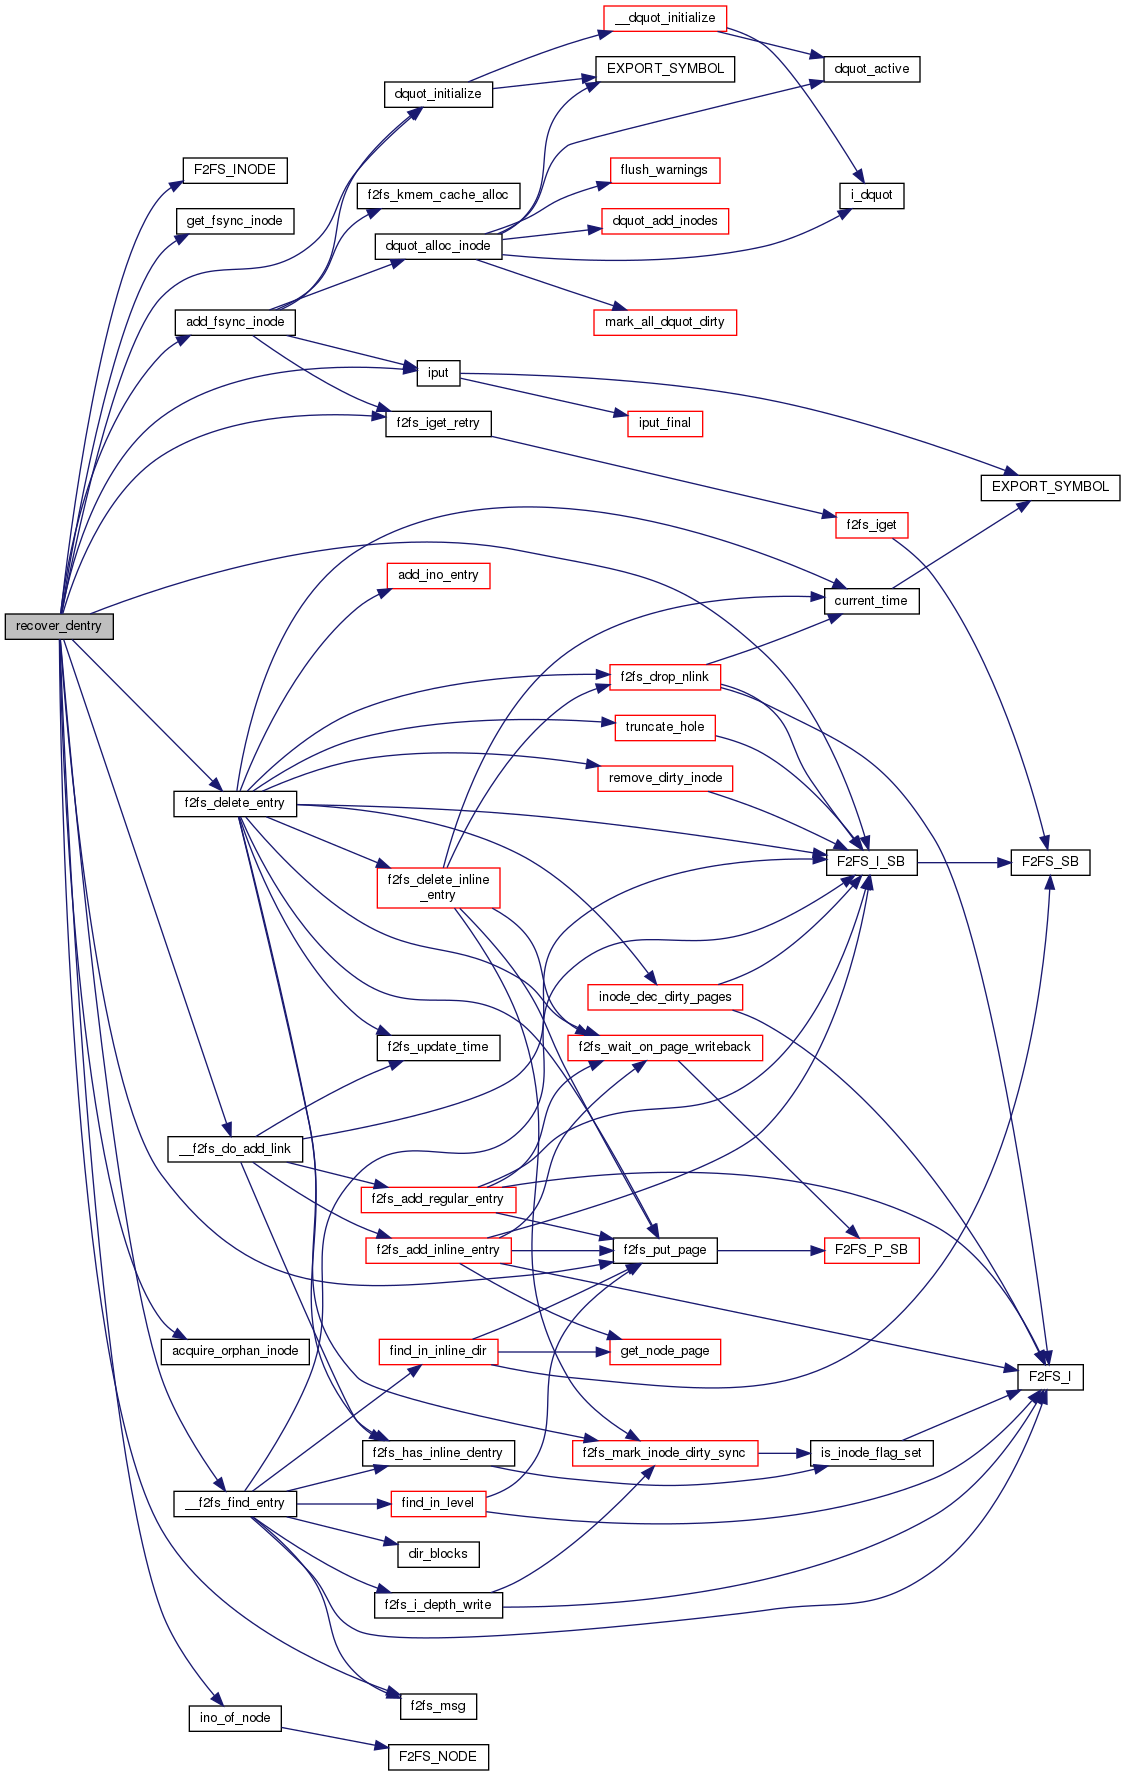 __dquot_initialize
EXPORT_SYMBOL
dquot_active
dquot_initialize
F2FS_INODE
flush_warnings
f2fs_kmem_cache_alloc
i_dquot
get_fsync_inode
dquot_add_inodes
dquot_alloc_inode
add_fsync_inode
mark_all_dquot_dirty
iput
f2fs_iget_retry
iput_final
EXPORT_SYMBOL
f2fs_iget
add_ino_entry
current_time
recover_dentry
f2fs_drop_nlink
truncate_hole
remove_dirty_inode
f2fs_delete_entry
F2FS_I_SB
F2FS_SB
f2fs_delete_inline
_entry
inode_dec_dirty_pages
f2fs_update_time
f2fs_wait_on_page_writeback
__f2fs_do_add_link
f2fs_add_regular_entry
f2fs_add_inline_entry
f2fs_put_page
F2FS_P_SB
acquire_orphan_inode
find_in_inline_dir
get_node_page
F2FS_I
f2fs_has_inline_dentry
f2fs_mark_inode_dirty_sync
is_inode_flag_set
__f2fs_find_entry
find_in_level
dir_blocks
f2fs_i_depth_write
f2fs_msg
ino_of_node
F2FS_NODE